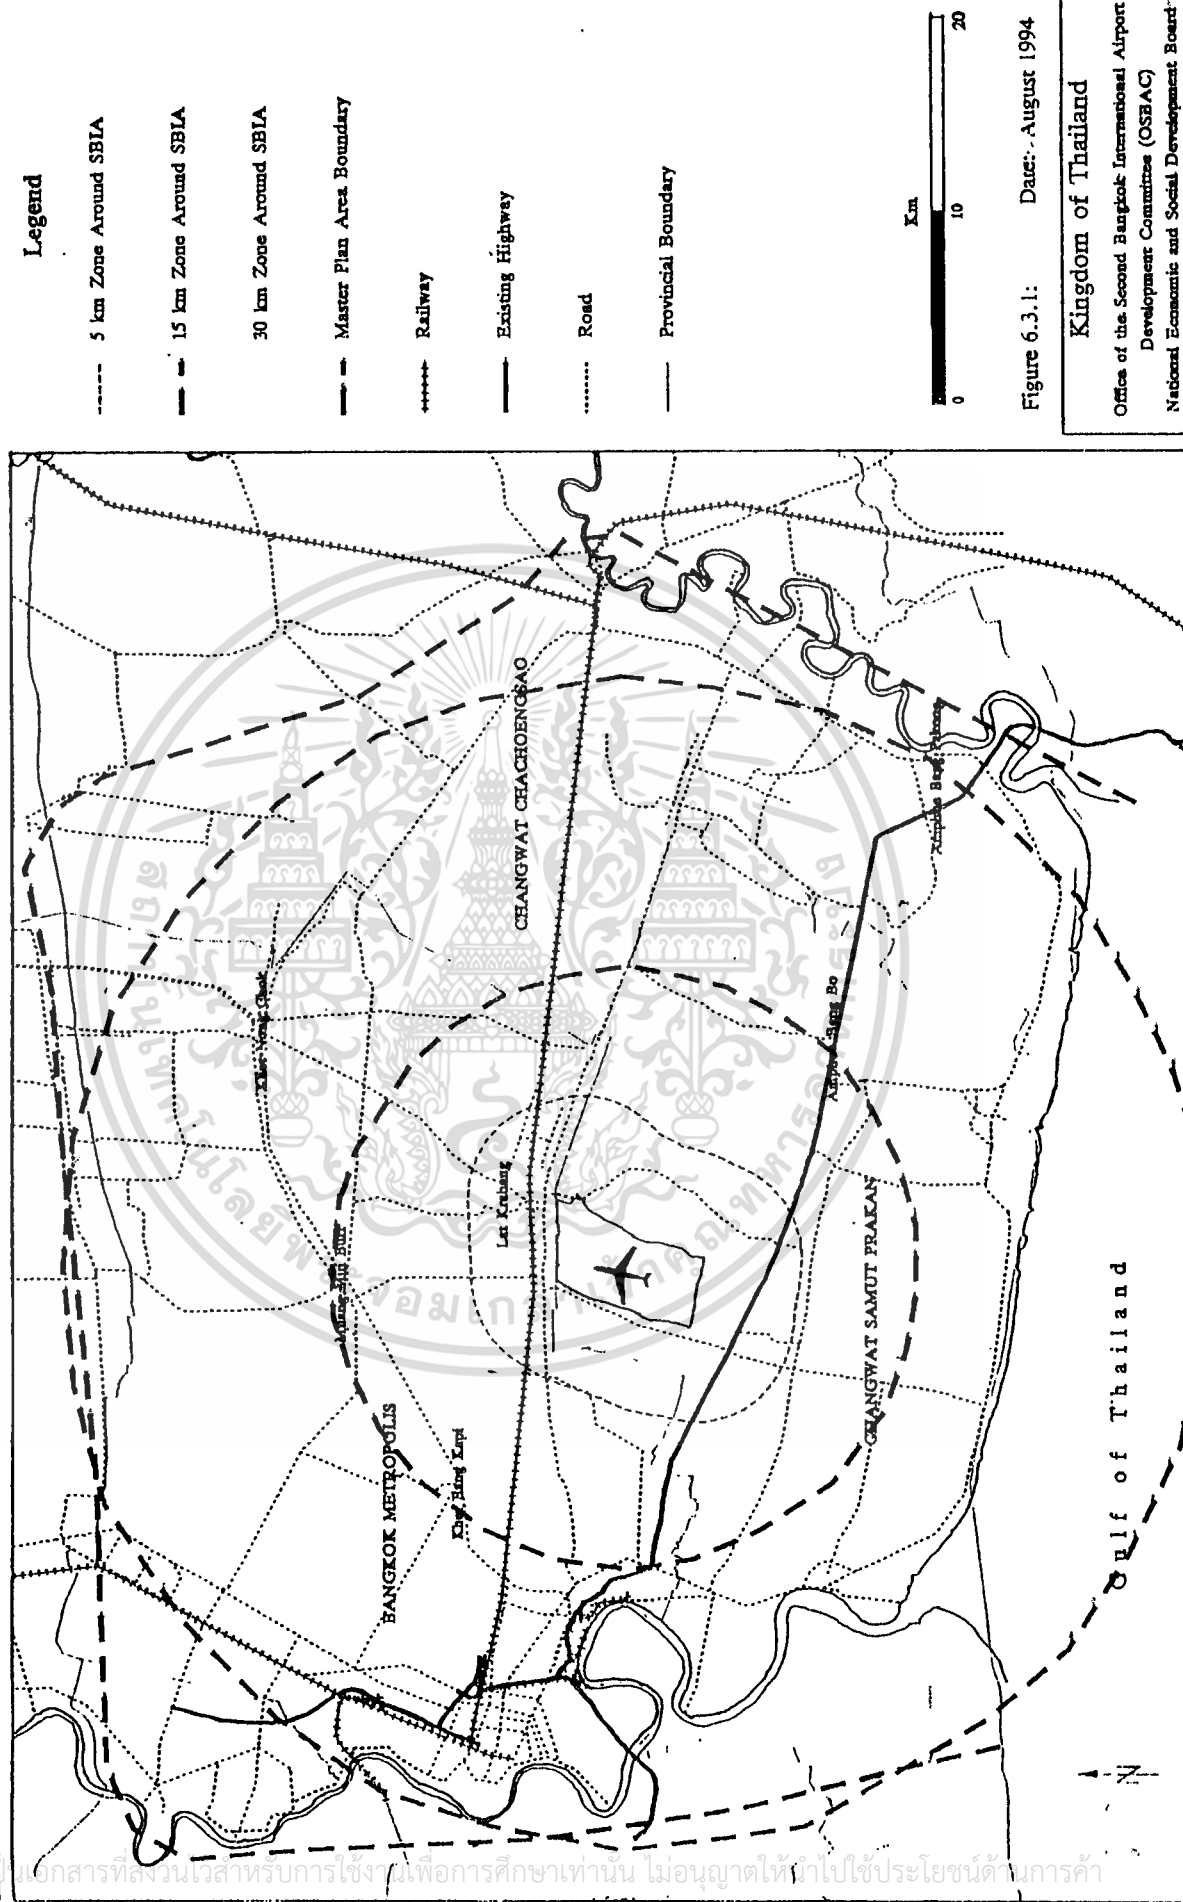 Legend
5 km Zone Around SBIA
15 km Zone Around SBIA
30 km Zone Around SBIA
Master Plan Area Boundary
Railway
Existing Highway
Road
Provincial Boundary
Km
0 10 20
Figure 6.3.1: Date: August 1994
Kingdom of Thailand
Office of the Second Bangkok International Airport
Development Committee (OSBAC)
National Economic and Social Development Board
CHANGWAT CHACHOENGSAO
Khet Nong Chok
Lat Krabang
BANGKOK METROPOLIS
Khet Bang Kapi
Amphoe Bang Bo
CHANGWAT SAMUT PRAKAN
Gulf of Thailand
เอกสารที่สงวนไว้สำหรับการใช้งานเพื่อการศึกษาเท่านั้น ไม่อนุญาตให้นำไปใช้ประโยชน์ด้านการค้า